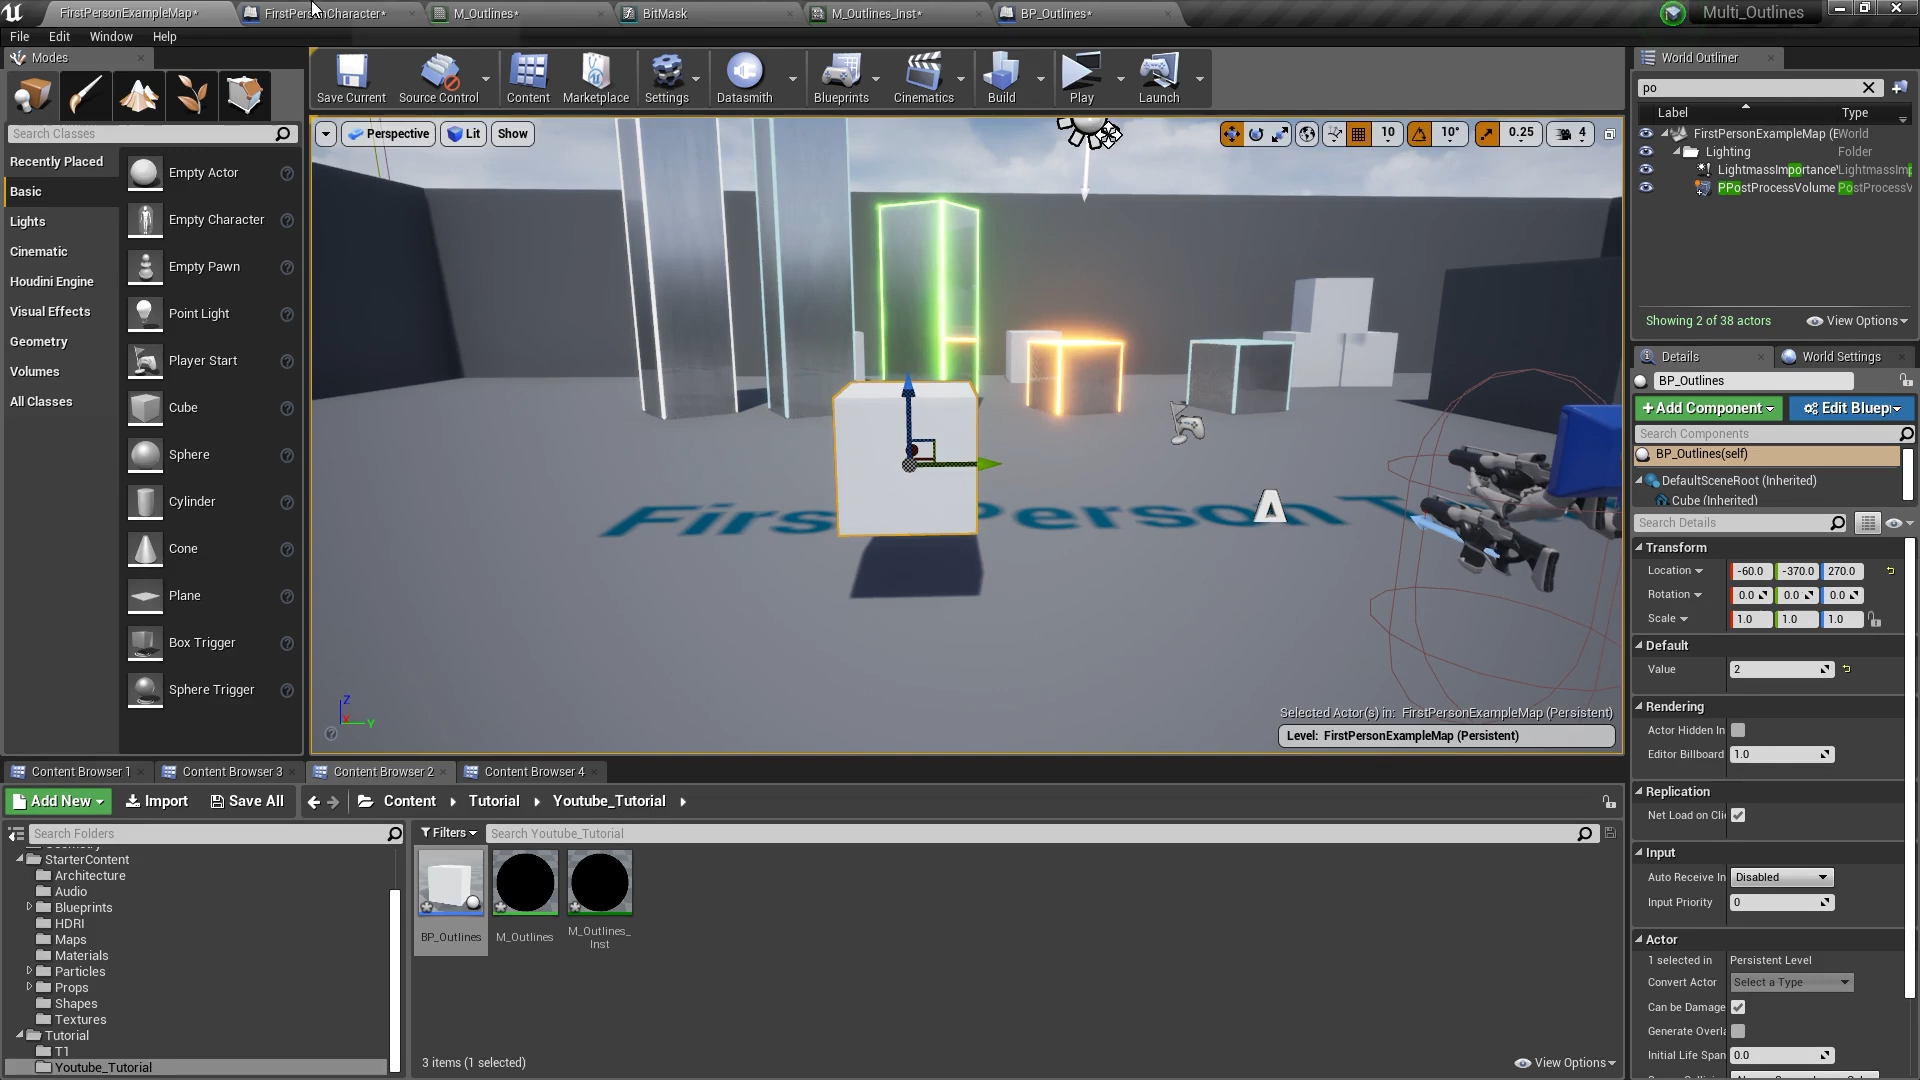 FirstPersonExampleMap*
FirstPersonCharacter*
M_Outlines*
BitMask
M_Outlines_Inst*
BP_Outlines*
Multi_Outlines
File
Edit
Window
Help
Modes
World Outliner
Save Current
Source Control
Content
Marketplace
Settings
Datasmith
Blueprints
Cinematics
Build
Play
Launch
po
Label
Type
Search Classes
Perspective
Lit
Show
10
10°
0.25
4
FirstPersonExampleMap (E
World
Lighting
Folder
LightmassImportance
LightmassImp
PPostProcessVolume
PostProcessV
Showing 2 of 38 actors
View Options
Recently Placed
Basic
Lights
Cinematic
Houdini Engine
Visual Effects
Geometry
Volumes
All Classes
Empty Actor
Empty Character
Empty Pawn
Point Light
Player Start
Cube
Sphere
Cylinder
Cone
Plane
Box Trigger
Sphere Trigger
First Person T
Z
Y
Selected Actor(s) in: FirstPersonExampleMap (Persistent)
Level: FirstPersonExampleMap (Persistent)
Details
World Settings
BP_Outlines
+ Add Component
Edit Bluep
Search Components
BP_Outlines(self)
DefaultSceneRoot (Inherited)
Cube (Inherited)
Search Details
Transform
Location
-60.0
-370.0
270.0
Rotation
0.0
0.0
0.0
Scale
1.0
1.0
1.0
Default
Value
2
Rendering
Actor Hidden In
Editor Billboard
1.0
Replication
Net Load on Cli
Input
Auto Receive In
Disabled
Input Priority
0
Actor
1 selected in
Persistent Level
Convert Actor
Select a Type
Can be Damage
Generate Overla
Initial Life Span
0.0
Content Browser 1
Content Browser 3
Content Browser 2
Content Browser 4
Add New
Import
Save All
Content
Tutorial
Youtube_Tutorial
Search Folders
Filters
Search Youtube_Tutorial
StarterContent
Architecture
Audio
Blueprints
HDRI
Maps
Materials
Particles
Props
Shapes
Textures
Tutorial
T1
Youtube_Tutorial
BP_Outlines
M_Outlines
M_Outlines_
Inst
3 items (1 selected)
View Options